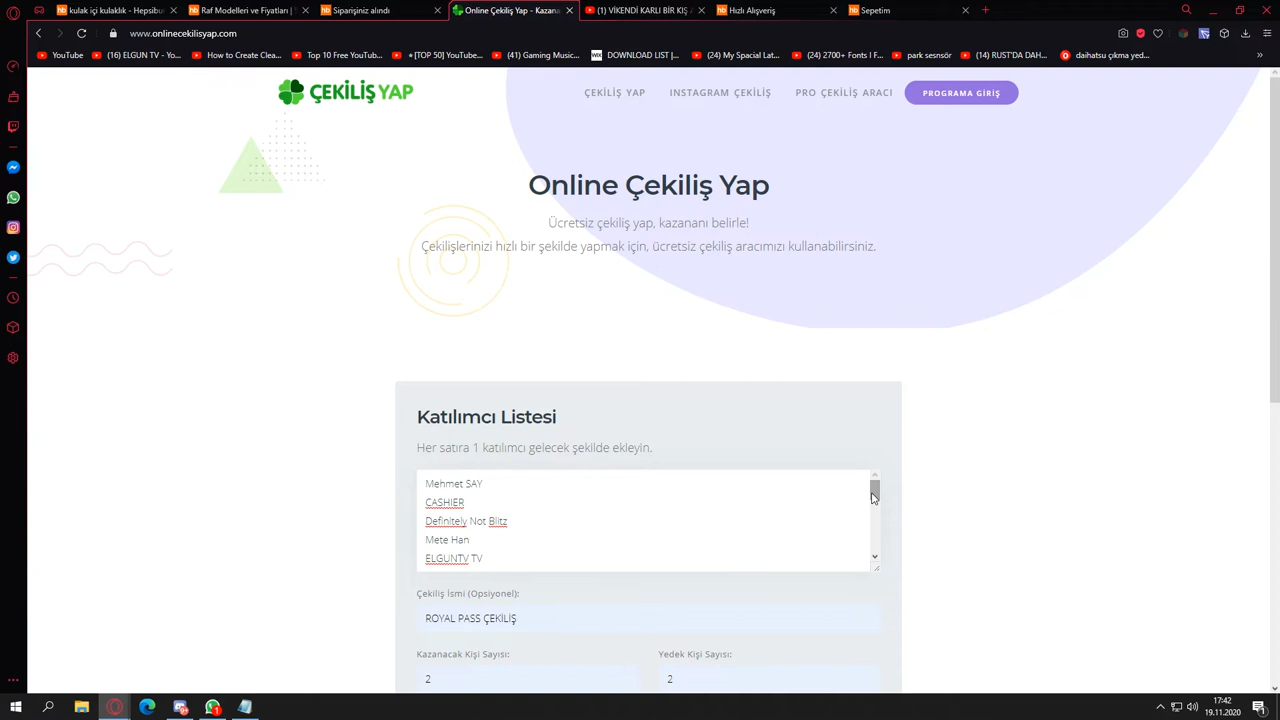 kulak içi kulaklık - Hepsibur
Raf Modelleri ve Fiyatları | S
Siparişiniz alındı
Online Çekiliş Yap - Kazana
(1) VİKENDİ KARLI BİR KIŞ A
Hızlı Alışveriş
Sepetim
www.onlinecekilisyap.com
YouTube
(16) ELGUN TV - Yo...
How to Create Clea...
Top 10 Free YouTub...
[TOP 50] YouTube...
(41) Gaming Music...
WIX DOWNLOAD LIST |...
(24) My Spacial Lat...
(24) 2700+ Fonts I F...
park sesnsör
(14) RUST'DA DAH...
daihatsu çıkma yed...
ÇEKİLİŞ YAP
ÇEKİLİŞ YAP
INSTAGRAM ÇEKİLİŞ
PRO ÇEKİLİŞ ARACI
PROGRAMA GİRİŞ
Online Çekiliş Yap
Ücretsiz çekiliş yap, kazananı belirle!
Çekilişlerinizi hızlı bir şekilde yapmak için, ücretsiz çekiliş aracımızı kullanabilirsiniz.
Katılımcı Listesi
Her satıra 1 katılımcı gelecek şekilde ekleyin.
Mehmet SAY
CASHIER
Definitely Not Blitz
Mete Han
ELGUNTV TV
Çekiliş İsmi (Opsiyonel):
ROYAL PASS ÇEKİLİŞ
Kazanacak Kişi Sayısı:
Yedek Kişi Sayısı:
2
2
17:42
19.11.2020